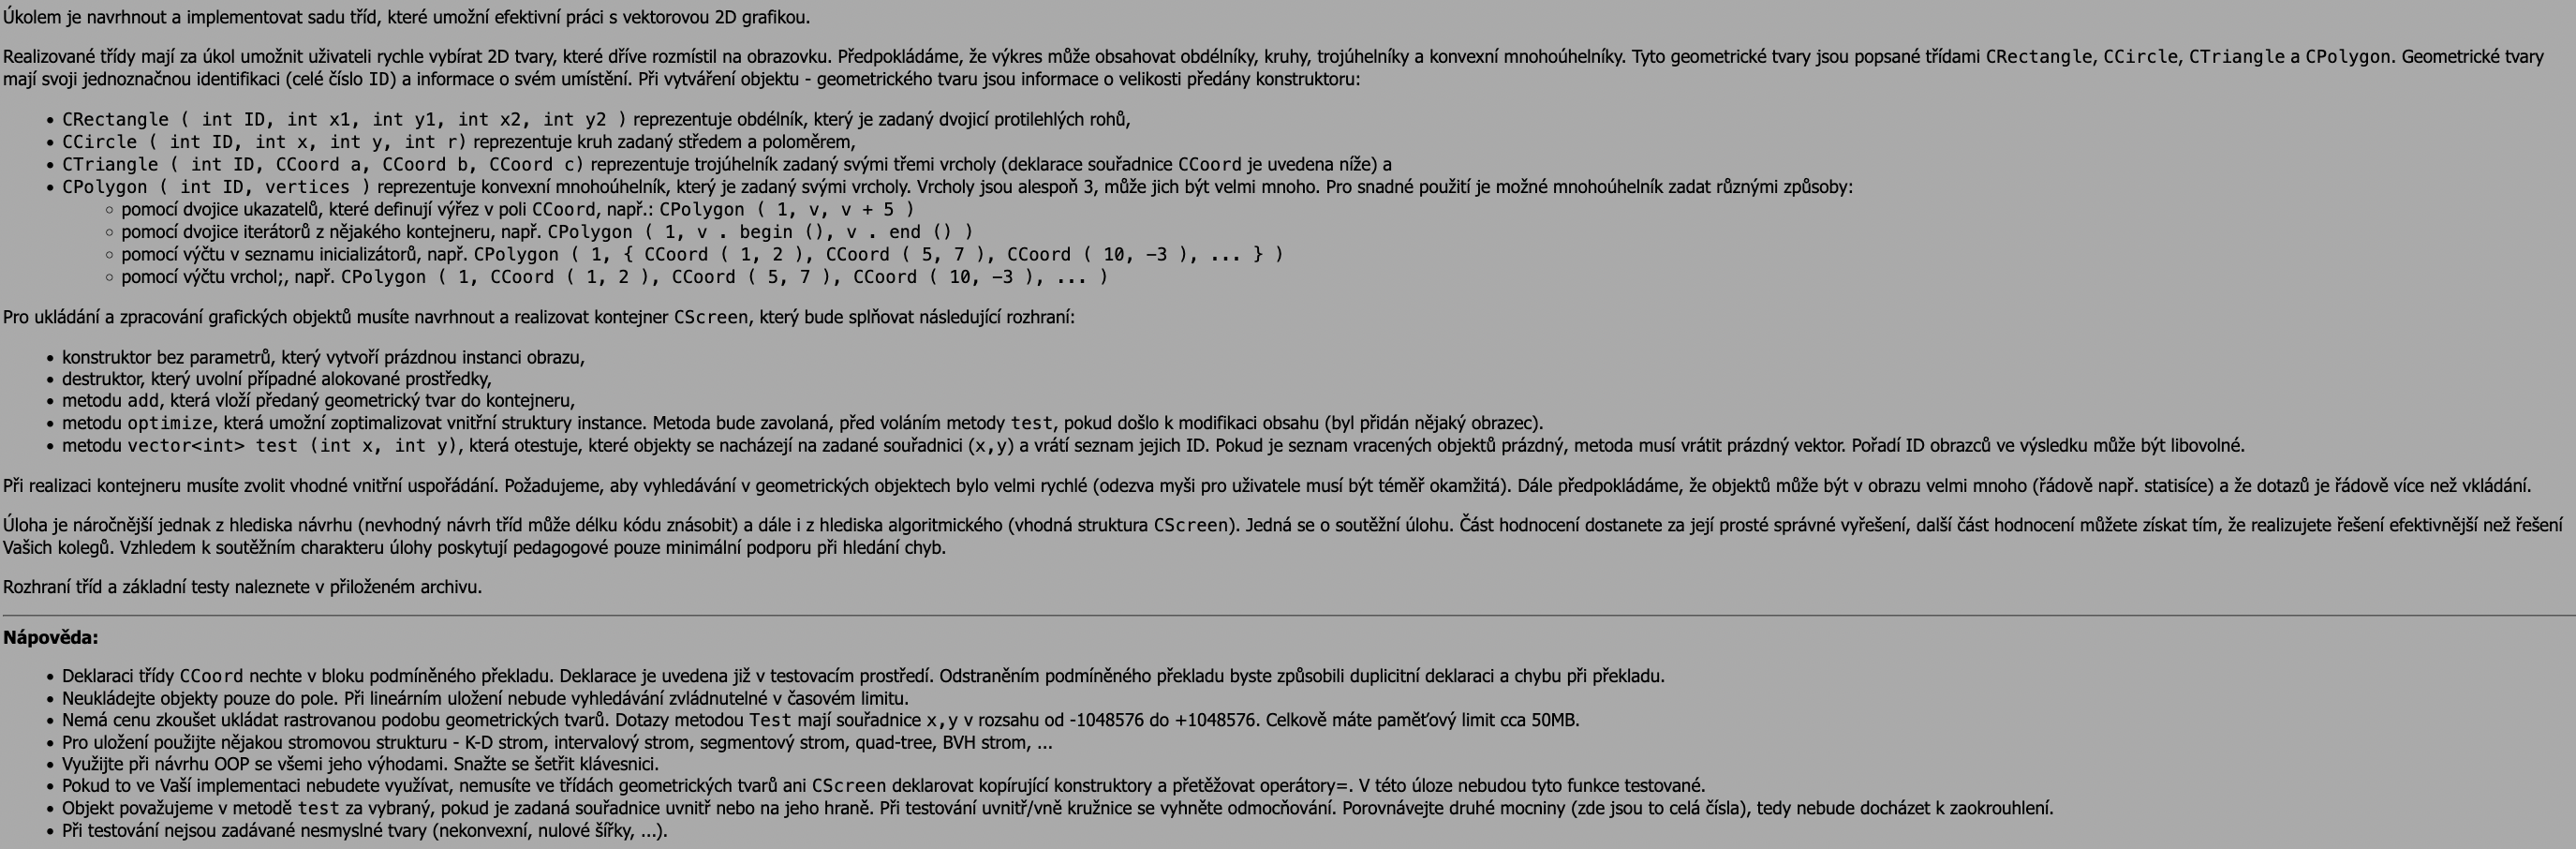 Úkolem je navrhnout a implementovat sadu tříd, které umožní efektivní práci s vektorovou 2D grafikou.
Realizované třídy mají za úkol umožnit uživateli rychle vybírat 2D tvary, které dříve rozmístil na obrazovku. Předpokládáme, že výkres může obsahovat obdélníky, kruhy, trojúhelníky a konvexní mnohoúhelníky. Tyto geometrické tvary jsou popsané třídami CRectangle, CCircle, CTriangle a CPolygon. Geometrické tvary
mají svoji jednoznačnou identifikaci (celé číslo ID) a informace o svém umístění. Při vytváření objektu - geometrického tvaru jsou informace o velikosti předány konstruktoru:
• CRectangle ( int ID, int x1, int y1, int x2, int y2 ) reprezentuje obdélník, který je zadaný dvojicí protilehlých rohů,
• CCircle ( int ID, int x, int y, int r) reprezentuje kruh zadaný středem a poloměrem,
• CTriangle ( int ID, CCoord a, CCoord b, CCoord c) reprezentuje trojúhelník zadaný svými třemi vrcholy (deklarace souřadnice CCoord je uvedena níže) a
• CPolygon ( int ID, vertices ) reprezentuje konvexní mnohoúhelník, který je zadaný svými vrcholy. Vrcholy jsou alespoň 3, může jich být velmi mnoho. Pro snadné použití je možné mnohoúhelník zadat různými způsoby:
◦ pomocí dvojice ukazatelů, které definují výřez v poli CCoord, např.: CPolygon ( 1, v, v + 5 )
◦ pomocí dvojice iterátorů z nějakého kontejneru, např. CPolygon ( 1, v . begin (), v . end () )
◦ pomocí výčtu v seznamu inicializátorů, např. CPolygon ( 1, { CCoord ( 1, 2 ), CCoord ( 5, 7 ), CCoord ( 10, −3 ), ... } )
◦ pomocí výčtu vrchol;, např. CPolygon ( 1, CCoord ( 1, 2 ), CCoord ( 5, 7 ), CCoord ( 10, −3 ), ... )
Pro ukládání a zpracování grafických objektů musíte navrhnout a realizovat kontejner CScreen, který bude splňovat následující rozhraní:
• konstruktor bez parametrů, který vytvoří prázdnou instanci obrazu,
• destruktor, který uvolní případné alokované prostředky,
• metodu add, která vloží předaný geometrický tvar do kontejneru,
• metodu optimize, která umožní zoptimalizovat vnitřní struktury instance. Metoda bude zavolaná, před voláním metody test, pokud došlo k modifikaci obsahu (byl přidán nějaký obrazec).
• metodu vector<int> test (int x, int y), která otestuje, které objekty se nacházejí na zadané souřadnici (x,y) a vrátí seznam jejich ID. Pokud je seznam vracených objektů prázdný, metoda musí vrátit prázdný vektor. Pořadí ID obrazců ve výsledku může být libovolné.
Při realizaci kontejneru musíte zvolit vhodné vnitřní uspořádání. Požadujeme, aby vyhledávání v geometrických objektech bylo velmi rychlé (odezva myši pro uživatele musí být téměř okamžitá). Dále předpokládáme, že objektů může být v obrazu velmi mnoho (řádově např. statisíce) a že dotazů je řádově více než vkládání.
Úloha je náročnější jednak z hlediska návrhu (nevhodný návrh tříd může délku kódu znásobit) a dále i z hlediska algoritmického (vhodná struktura CScreen). Jedná se o soutěžní úlohu. Část hodnocení dostanete za její prosté správné vyřešení, další část hodnocení můžete získat tím, že realizujete řešení efektivnější než řešení
Vašich kolegů. Vzhledem k soutěžním charakteru úlohy poskytují pedagogové pouze minimální podporu při hledání chyb.
Rozhraní tříd a základní testy naleznete v přiloženém archivu.
Nápověda:
• Deklaraci třídy CCoord nechte v bloku podmíněného překladu. Deklarace je uvedena již v testovacím prostředí. Odstraněním podmíněného překladu byste způsobili duplicitní deklaraci a chybu při překladu.
• Neukládejte objekty pouze do pole. Při lineárním uložení nebude vyhledávání zvládnutelné v časovém limitu.
• Nemá cenu zkoušet ukládat rastrovanou podobu geometrických tvarů. Dotazy metodou Test mají souřadnice x,y v rozsahu od -1048576 do +1048576. Celkově máte paměťový limit cca 50MB.
• Pro uložení použijte nějakou stromovou strukturu - K-D strom, intervalový strom, segmentový strom, quad-tree, BVH strom, ...
• Využijte při návrhu OOP se všemi jeho výhodami. Snažte se šetřit klávesnici.
• Pokud to ve Vaší implementaci nebudete využívat, nemusíte ve třídách geometrických tvarů ani CScreen deklarovat kopírující konstruktory a přetěžovat operátory=. V této úloze nebudou tyto funkce testované.
• Objekt považujeme v metodě test za vybraný, pokud je zadaná souřadnice uvnitř nebo na jeho hraně. Při testování uvnitř/vně kružnice se vyhněte odmocňování. Porovnávejte druhé mocniny (zde jsou to celá čísla), tedy nebude docházet k zaokrouhlení.
• Při testování nejsou zadávané nesmyslné tvary (nekonvexní, nulové šířky, ...).